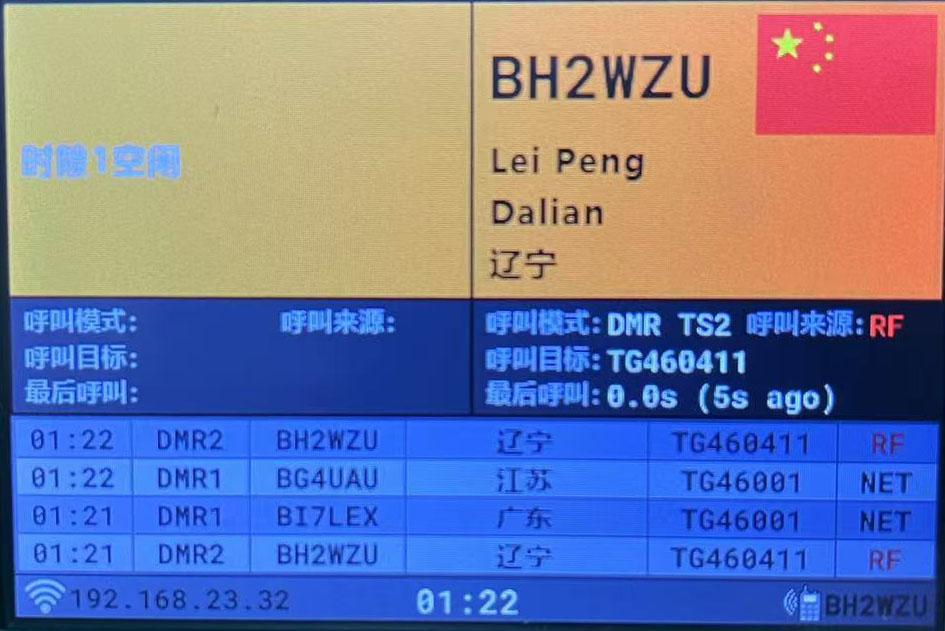 时隙1空闲
BH2WZU
Lei Peng
Dalian
辽宁
呼叫模式: 呼叫来源:
呼叫目标:
最后呼叫:
呼叫模式:DMR TS2 呼叫来源:RF
呼叫目标:TG460411
最后呼叫:0.0s (5s ago)
01:22 DMR2 BH2WZU 辽宁 TG460411 RF
01:22 DMR1 BG4UAU 江苏 TG46001 NET
01:21 DMR1 BI7LEX 广东 TG46001 NET
01:21 DMR2 BH2WZU 辽宁 TG460411 RF
192.168.23.32 01:22 BH2WZU